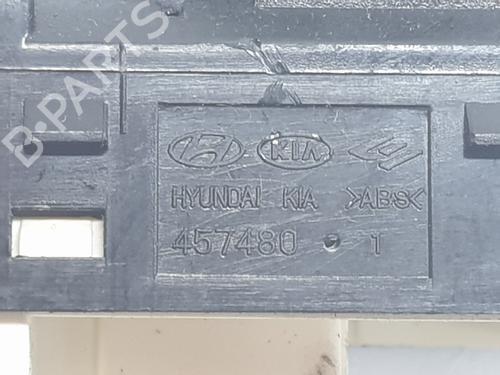 KIA
HYUNDAI KIA >ABS<
457480 1
B-PARTS